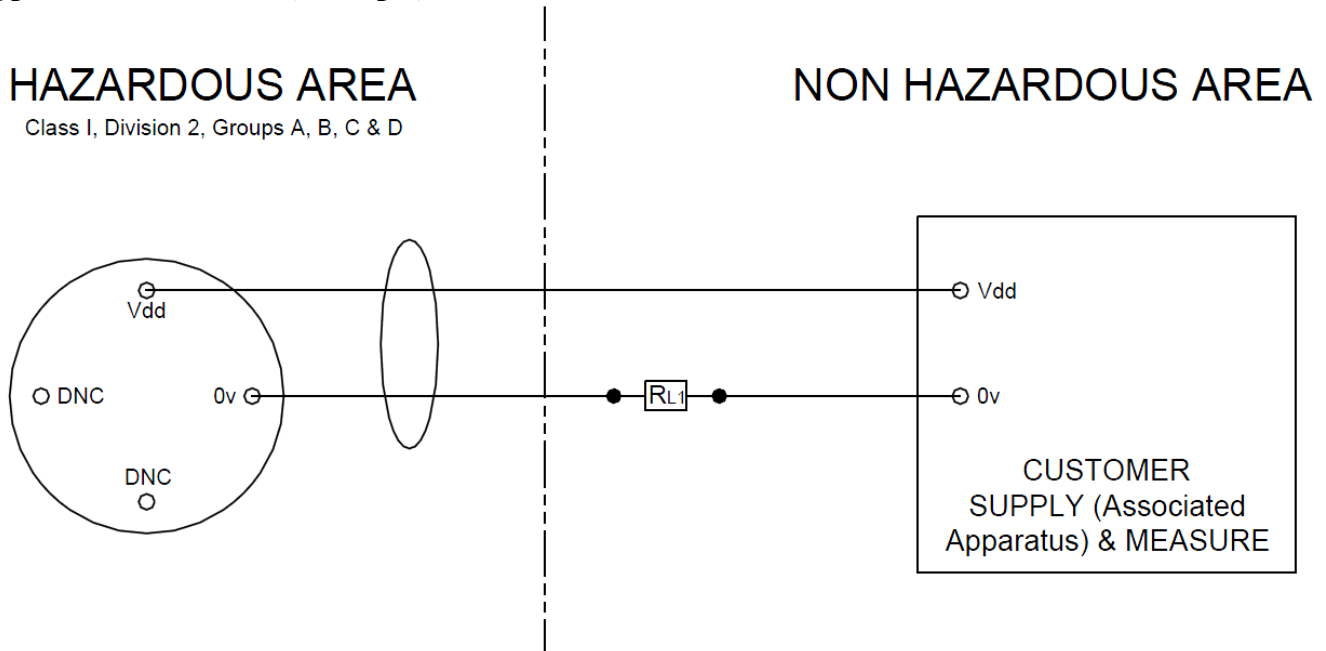 HAZARDOUS AREA
Class I, Division 2, Groups A, B, C & D
NON HAZARDOUS AREA
Vdd
DNC
0v
DNC
RL1
Vdd
0v
CUSTOMER
SUPPLY (Associated
Apparatus) & MEASURE